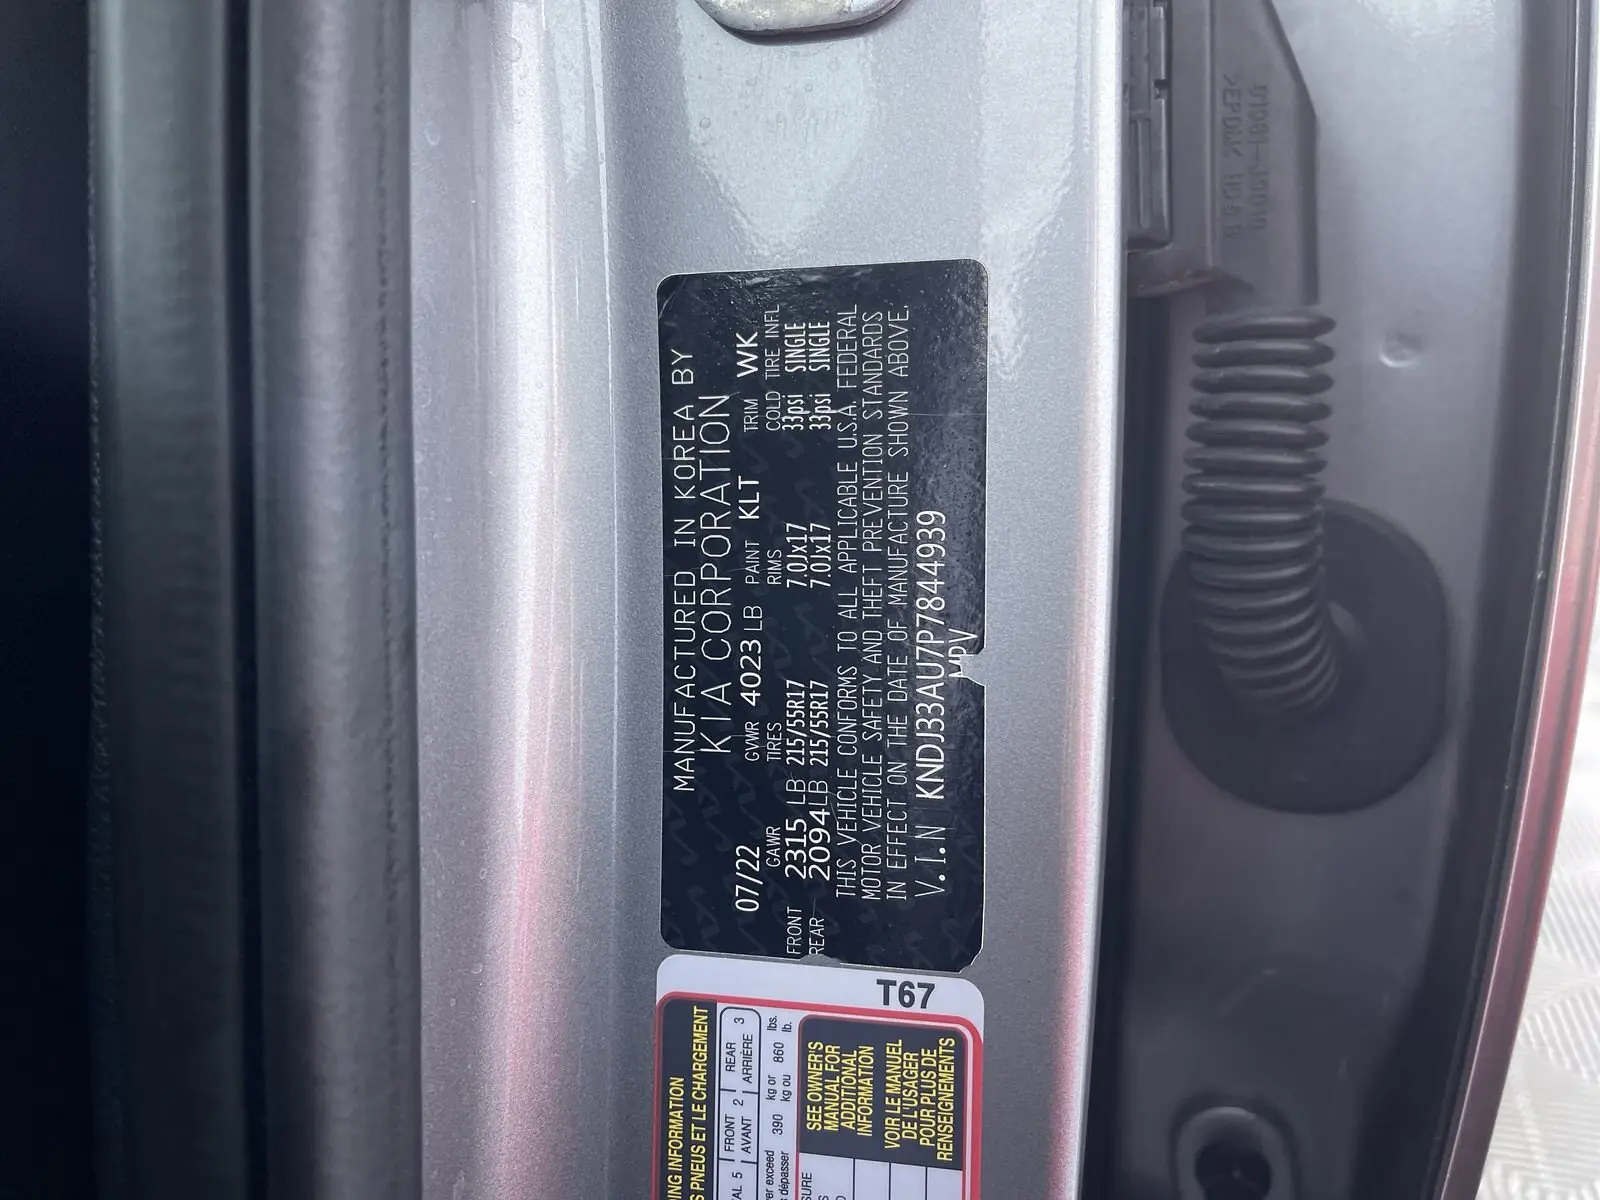 MANUFACTURED IN KOREA BY
KIA CORPORATION
07/22 GVWR 4023 LB PAINT KLT TRIM WK
GAWR TIRES RIMS COLD TIRE INFL
FRONT 2315 LB 215/55R17 7.0Jx17 33psi SINGLE
REAR 2094LB 215/55R17 7.0Jx17 33psi SINGLE
THIS VEHICLE CONFORMS TO ALL APPLICABLE U.S.A. FEDERAL
MOTOR VEHICLE SAFETY AND THEFT PREVENTION STANDARDS
IN EFFECT ON THE DATE OF MANUFACTURE SHOWN ABOVE.
V.I.N KNDJ33AU7P7844939
MPV
T67
INFORMATION
PNEUS ET LE CHARGEMENT
5 FRONT 2 REAR 3
AVANT ARRIÈRE
exceed 390 kg or 860 lbs.
dépasser kg ou lb.
SEE OWNER'S
MANUAL FOR
ADDITIONAL
INFORMATION
VOIR LE MANUEL
DE L'USAGER
POUR PLUS DE
RENSEIGNEMENTS